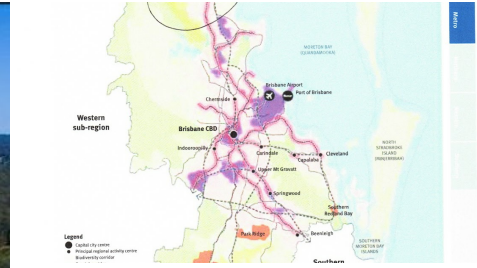 Metro
MORETON BAY
(QUANDAMOOKA)
Brisbane Airport
Port of Brisbane
Chermside
Western
sub-region
Brisbane CBD
NORTH
STRADBROKE
ISLAND
(MINJERRIBAH)
Indooroopilly
Carindale
Cleveland
Capalaba
Upper Mt Gravatt
Springwood
Southern
Redland Bay
Legend
Capital city centre
Principal regional activity centre
Biodiversity corridor
Park Ridge
Beenleigh
SOUTHERN
MORETON BAY
ISLANDS
Southern